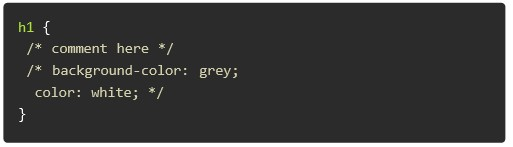 h1 {
 /* comment here */
 /* background-color: grey;
  color: white; */
}